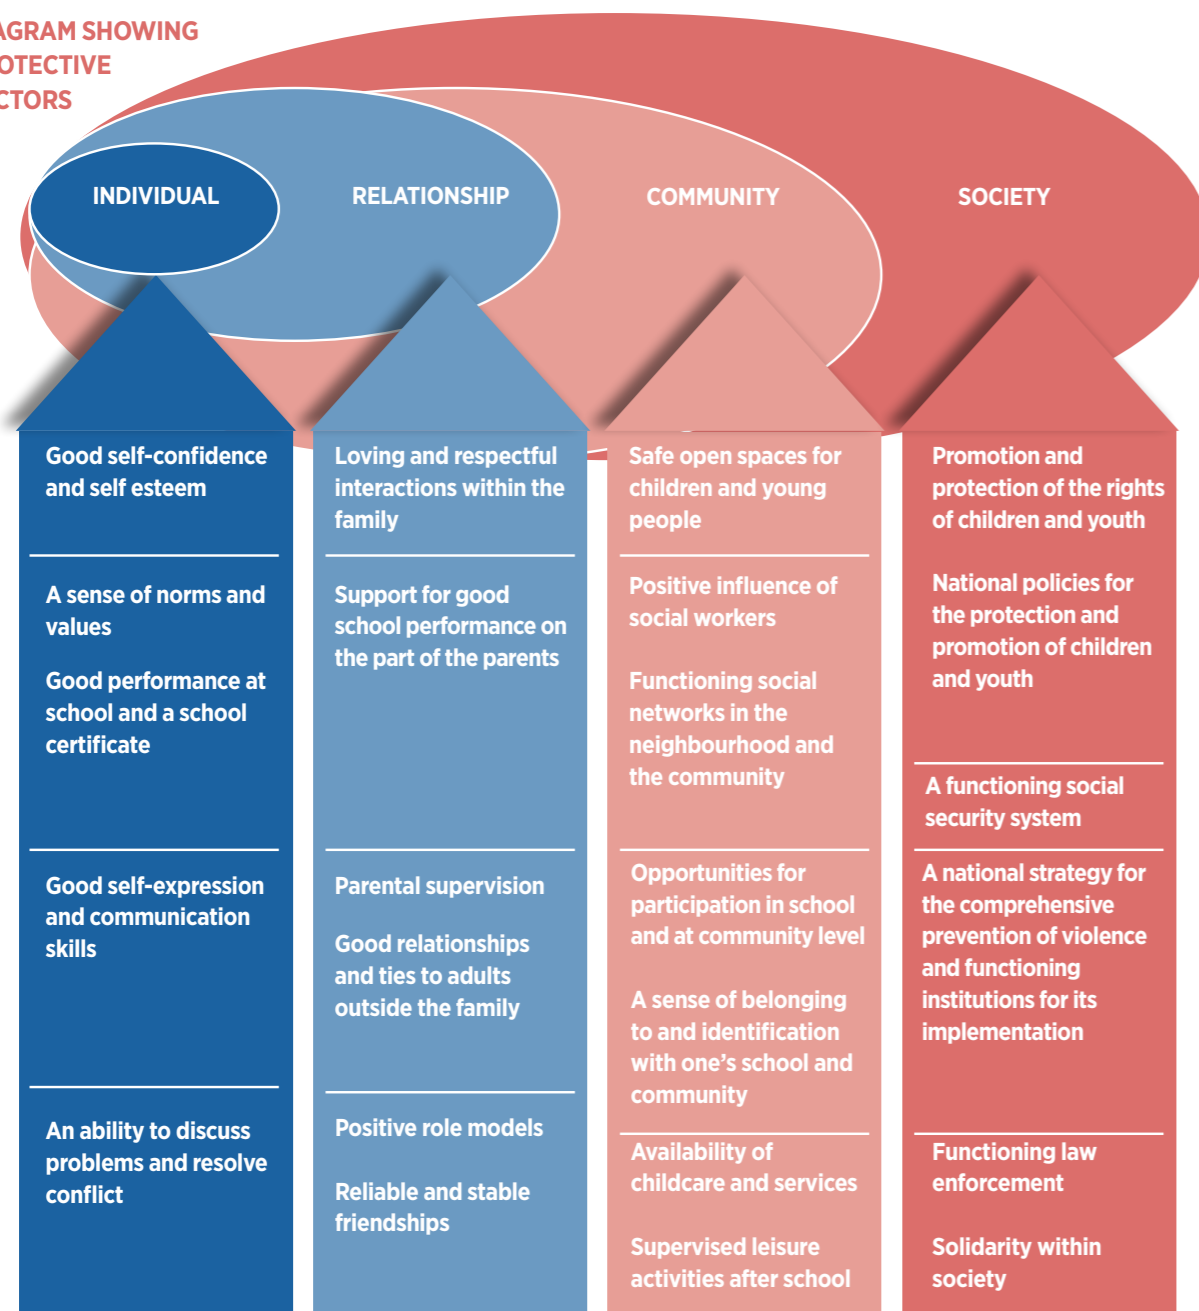 AGRAM SHOWING
OTECTIVE
CTORS
INDIVIDUAL
RELATIONSHIP
COMMUNITY
SOCIETY
Good self-confidence
and self esteem
A sense of norms and
values
Good performance at
school and a school
certificate
Good self-expression
and communication
skills
An ability to discuss
problems and resolve
conflict
Loving and respectful
interactions within the
family
Support for good
school performance on
the part of the parents
Parental supervision
Good relationships
and ties to adults
outside the family
Positive role models
Reliable and stable
friendships
Safe open spaces for
children and young
people
Positive influence of
social workers
Functioning social
networks in the
neighbourhood and
the community
Opportunities for
participation in school
and at community level
A sense of belonging
to and identification
with one’s school and
community
Availability of
childcare and services
Supervised leisure
activities after school
Promotion and
protection of the rights
of children and youth
National policies for
the protection and
promotion of children
and youth
A functioning social
security system
A national strategy for
the comprehensive
prevention of violence
and functioning
institutions for its
implementation
Functioning law
enforcement
Solidarity within
society